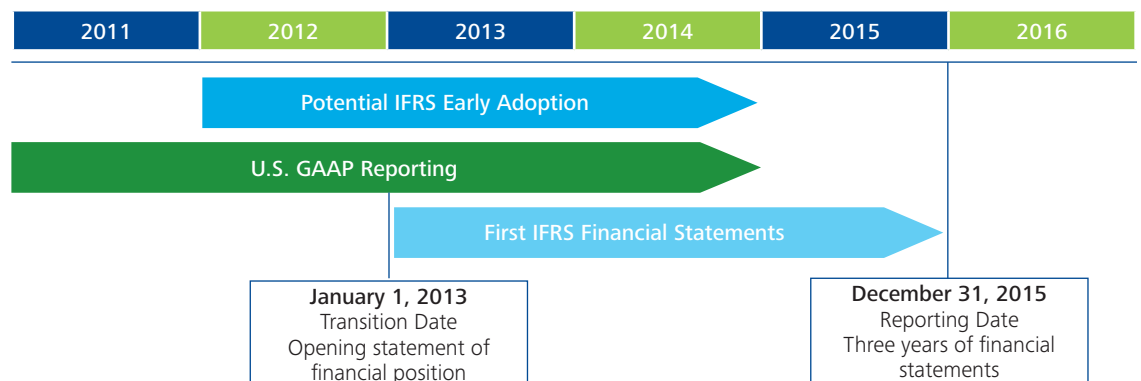 2011 2012 2013 2014 2015 2016
Potential IFRS Early Adoption
U.S. GAAP Reporting
First IFRS Financial Statements
January 1, 2013
Transition Date
Opening statement of
financial position
December 31, 2015
Reporting Date
Three years of financial
statements